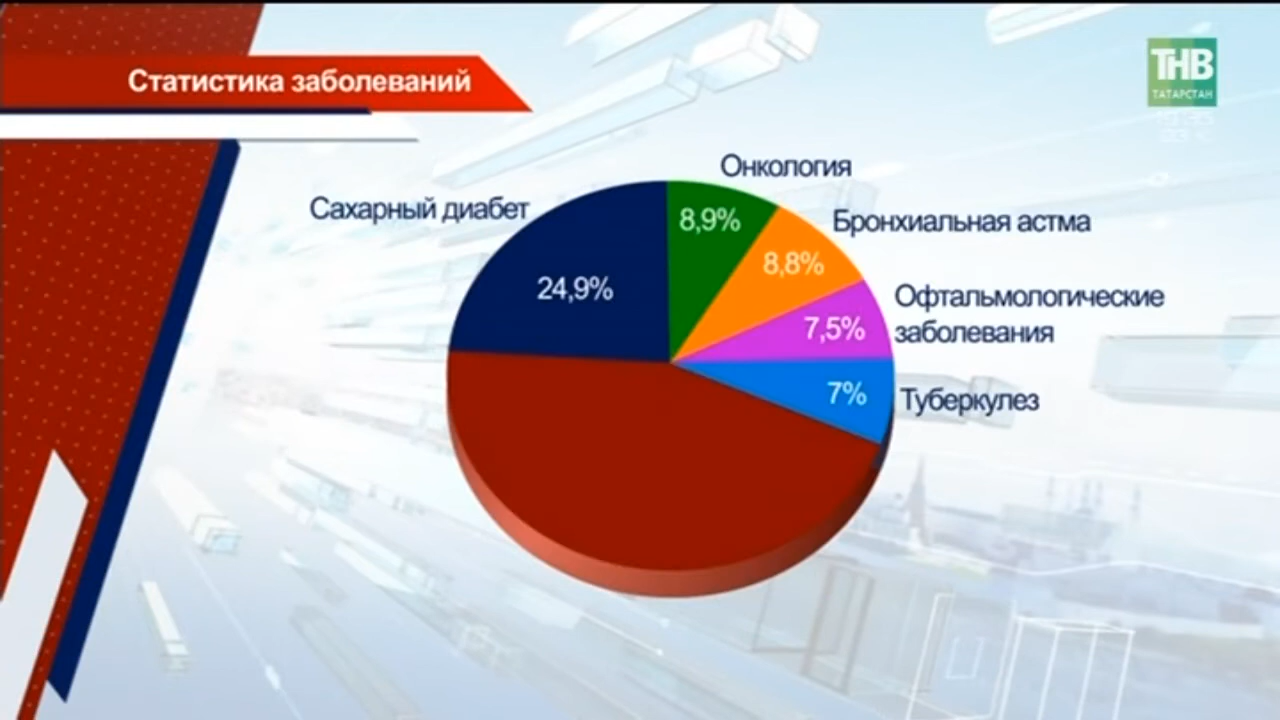 Статистика заболеваний
ТНВ
ТАТАРСТАН
Онкология
Сахарный диабет
8,9%
Бронхиальная астма
8,8%
24,9%
Офтальмологические
заболевания
7,5%
7%
Туберкулез